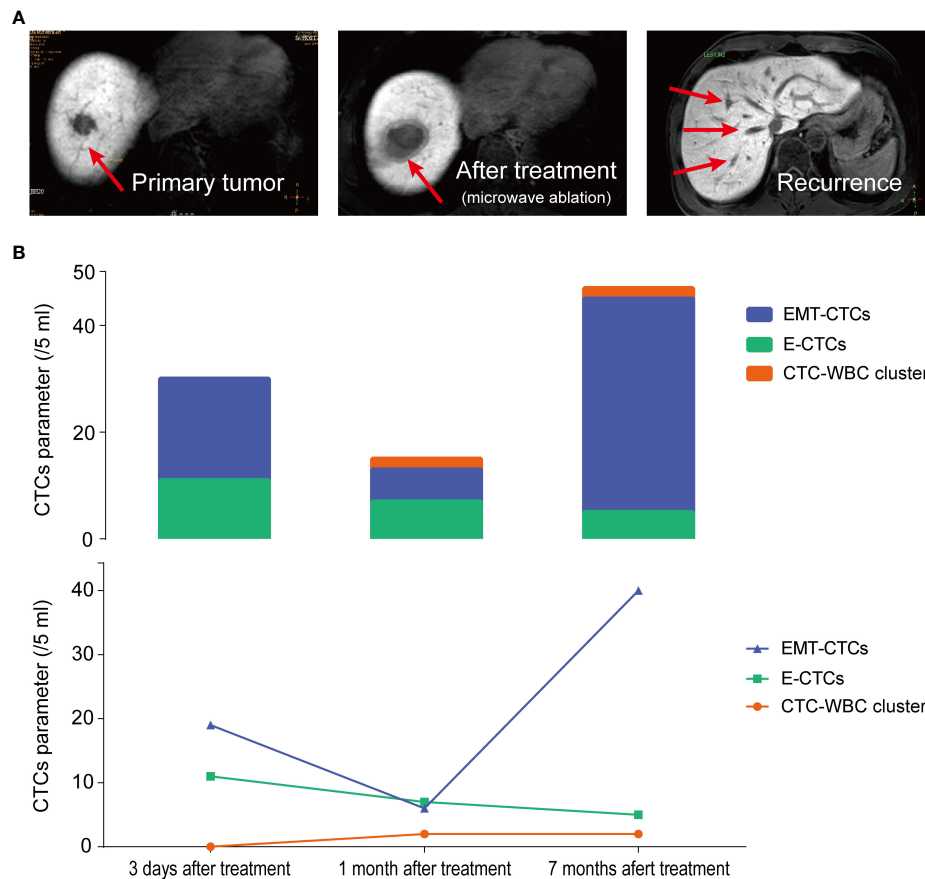 A
Primary tumor
After treatment
(microwave ablation)
LESION2
Recurrence
B
50
40
20
0
CTCs parameter (/5 ml)
EMT-CTCs
E-CTCs
CTC-WBC cluster
40
30
20
10
0
CTCs parameter (/5 ml)
EMT-CTCs
E-CTCs
CTC-WBC cluster
3 days after treatment
1 month after treatment
7 months afert treatment